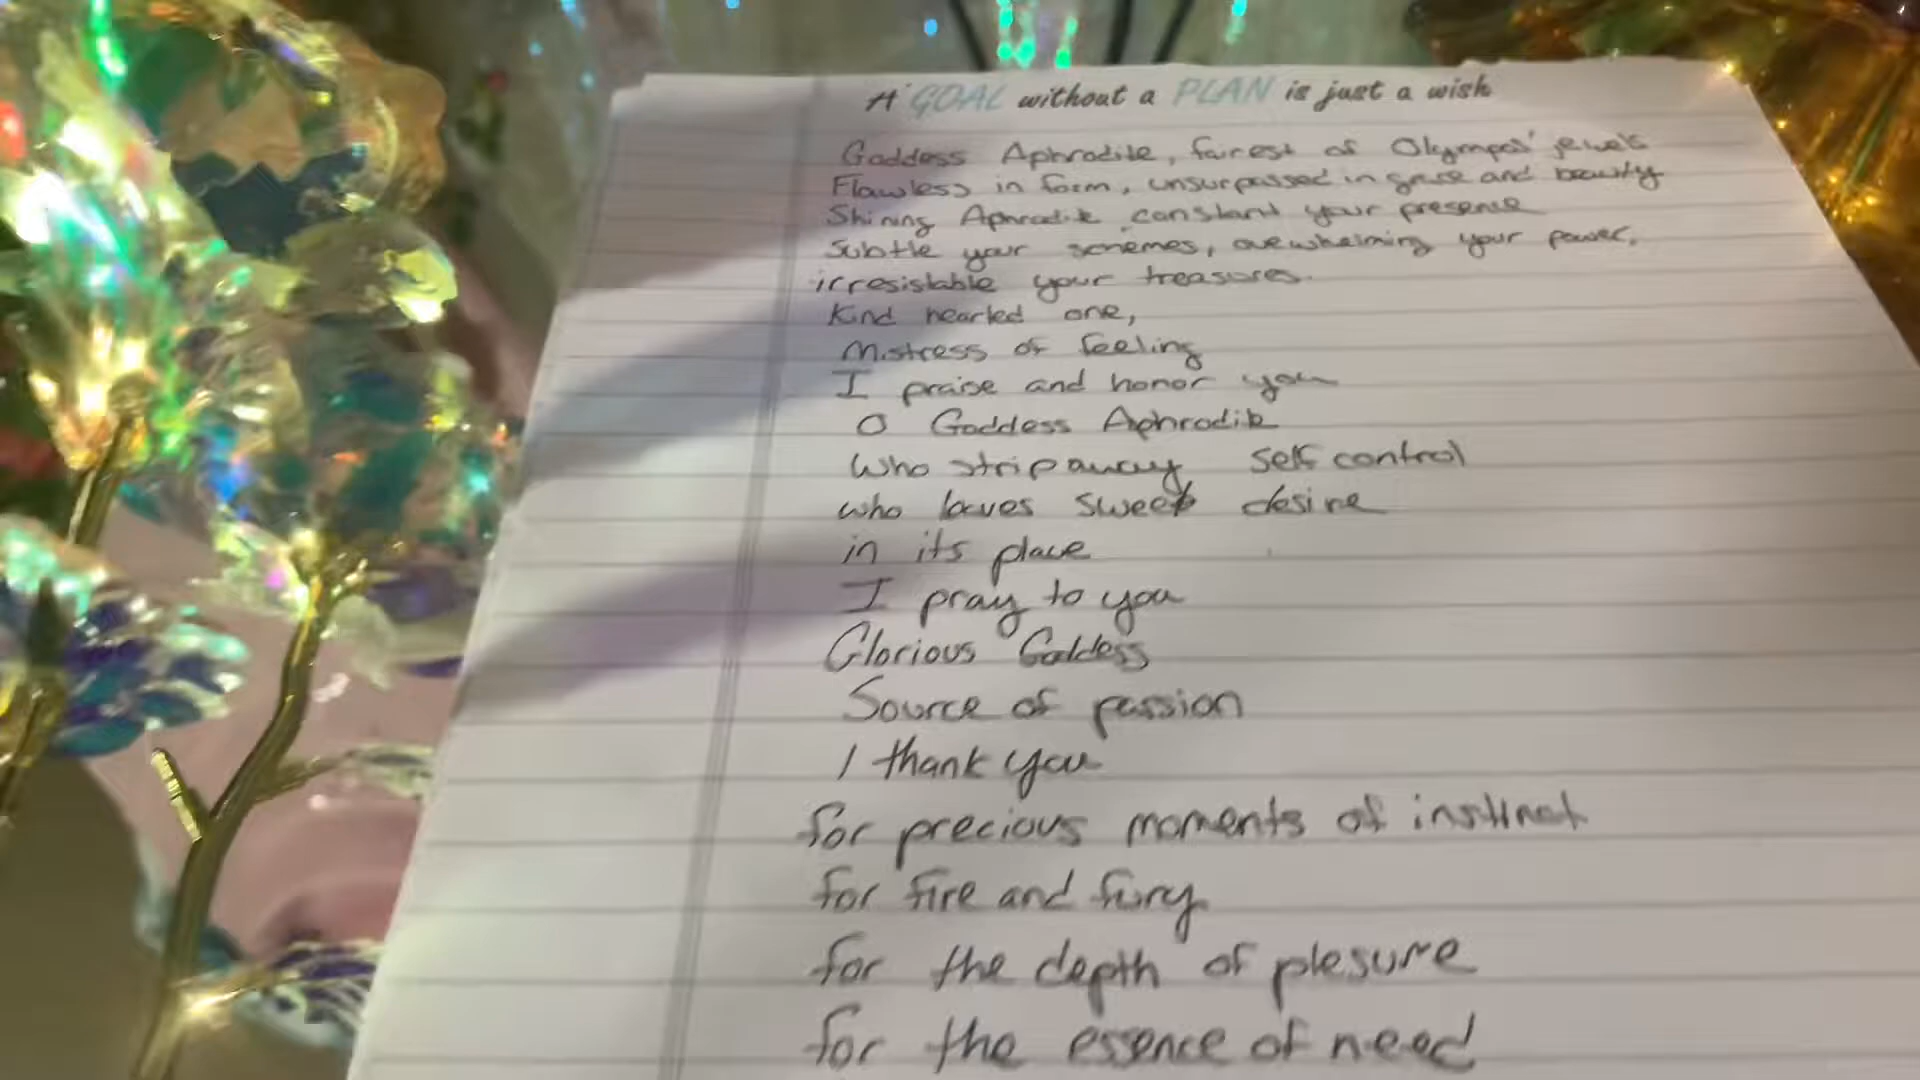 A GOAL without a PLAN is just a wish
Goddess Aphrodite, fairest of Olympos' jewels
Flawless in form, unsurpassed in grace and beauty
Shining Aphrodite constant your presence
subtle your schemes, overwhelming your power,
irresistable your treasures.
Kind hearted one,
Mistress of feeling
I praise and honor you
O Goddess Aphrodite
Who strip away self control
who leaves sweet desire
in its place
I pray to you
Glorious Goddess
Source of passion
I thank you
for precious moments of instinct
for fire and fury
for the depth of plesure
for the essence of need